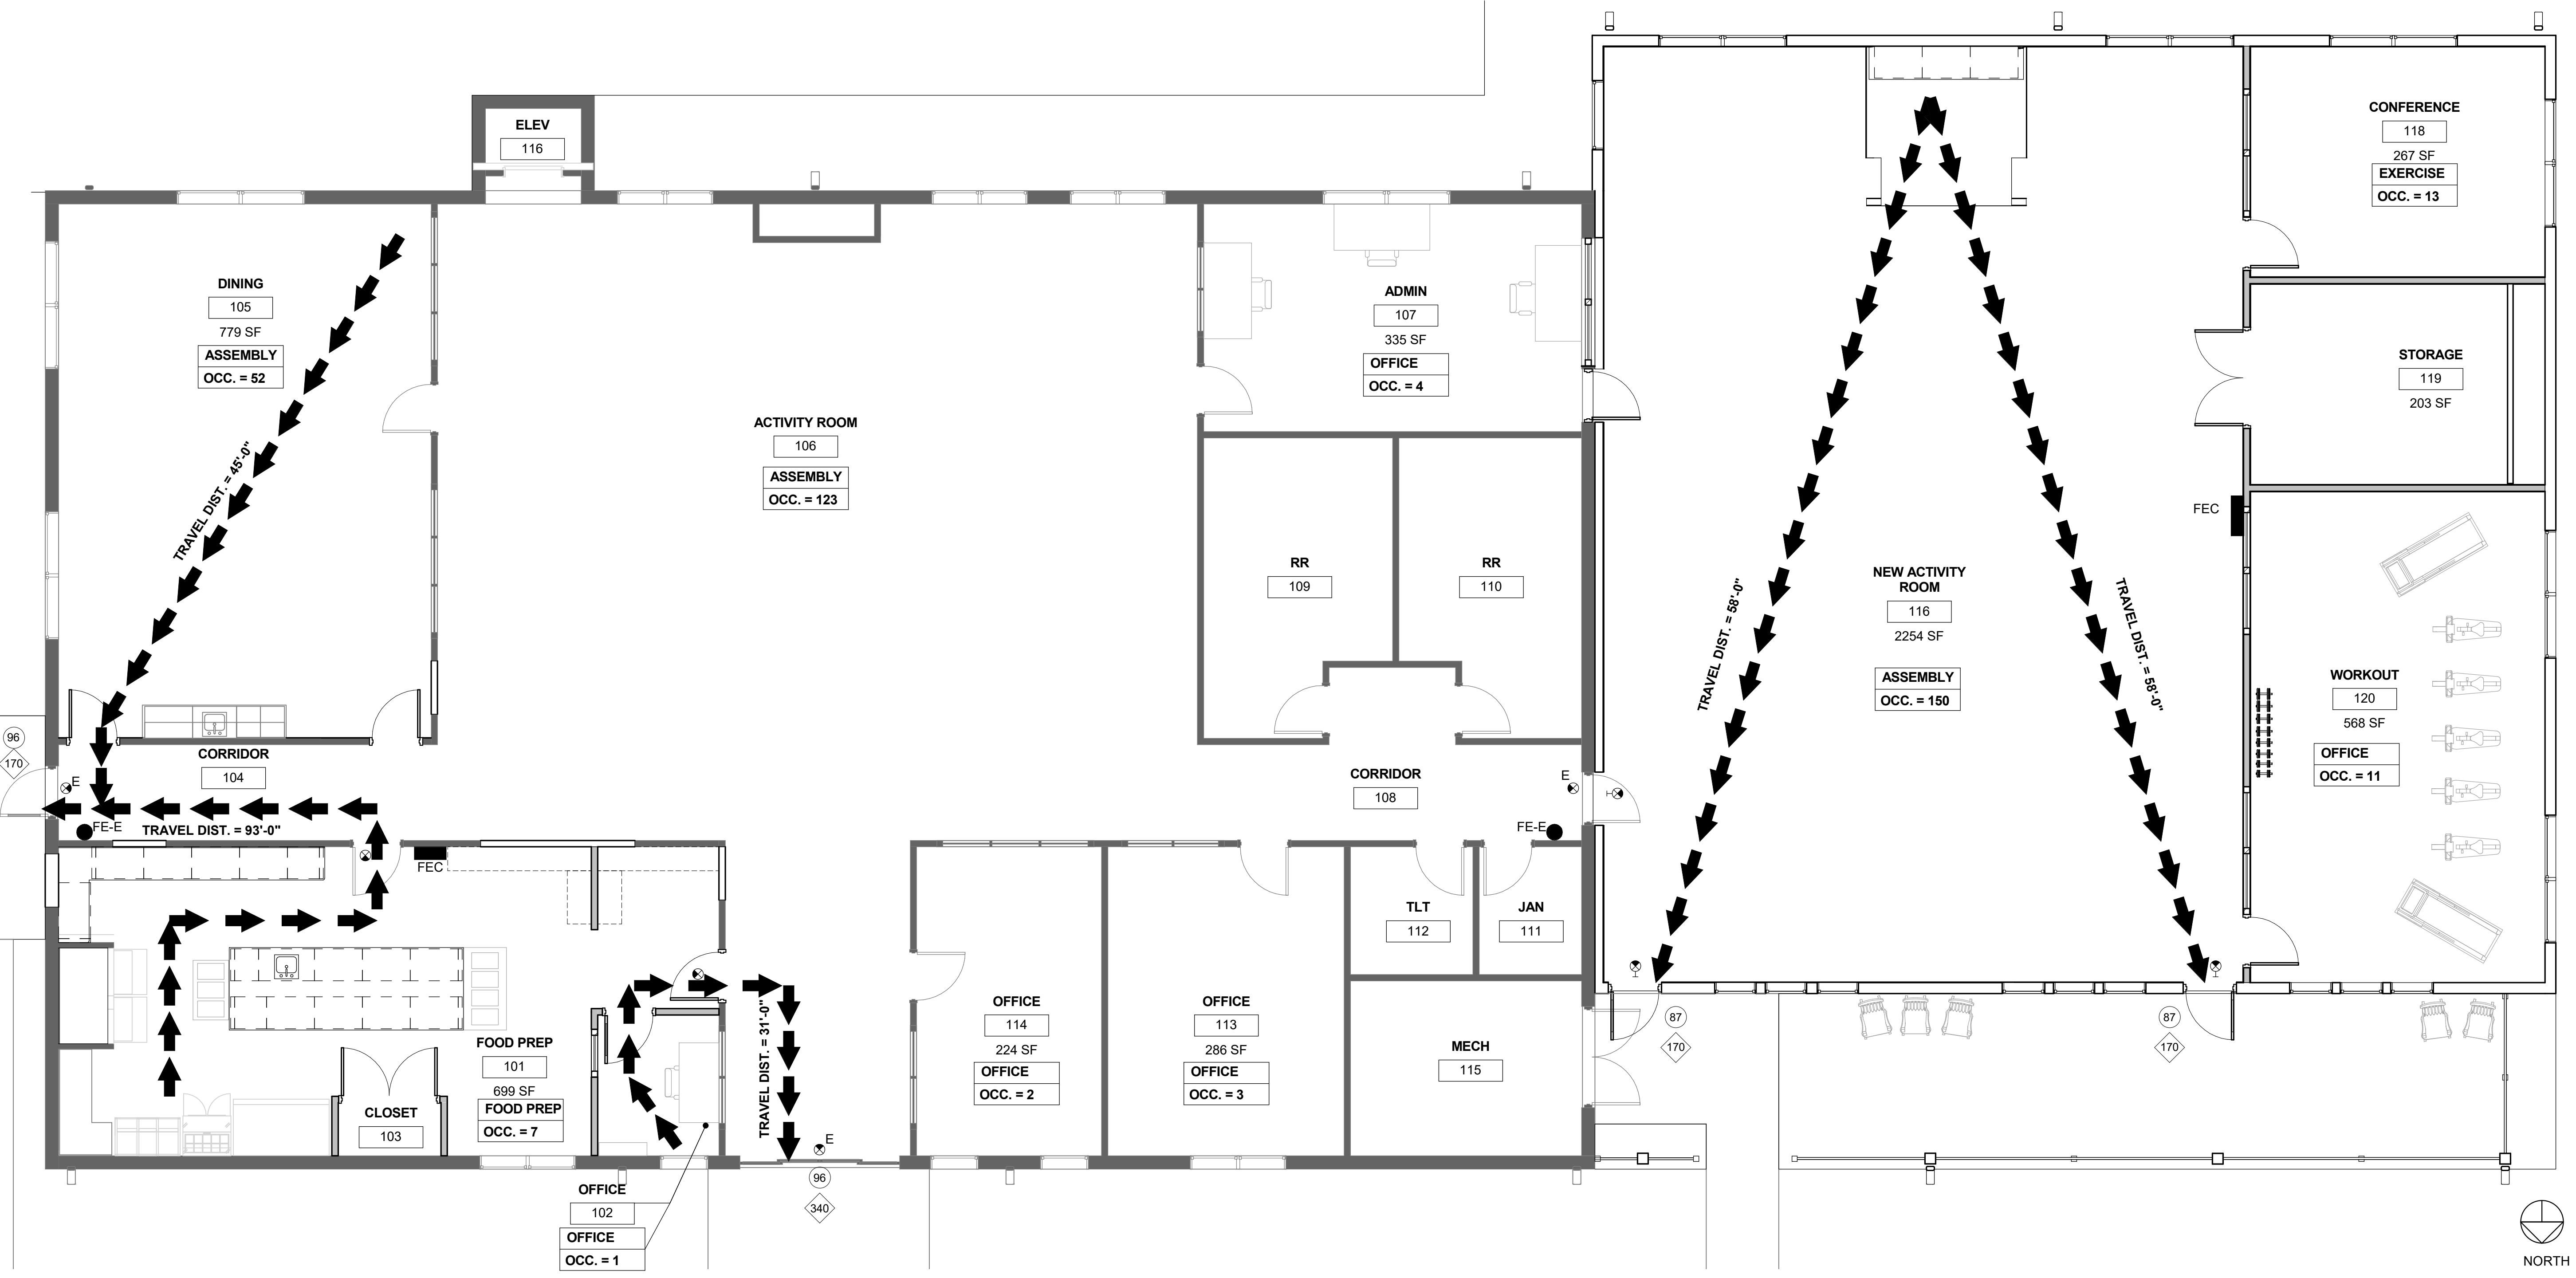 ELEV
116
CONFERENCE
118
267 SF
EXERCISE
OCC. = 13
DINING
105
779 SF
ASSEMBLY
OCC. = 52
ADMIN
107
335 SF
OFFICE
OCC. = 4
STORAGE
119
203 SF
ACTIVITY ROOM
106
ASSEMBLY
OCC. = 123
TRAVEL DIST. = 45'-0"
FEC
RR
109
RR
110
NEW ACTIVITY
ROOM
116
2254 SF
ASSEMBLY
OCC. = 150
TRAVEL DIST. = 58'-0"
TRAVEL DIST. = 58'-0"
WORKOUT
120
568 SF
OFFICE
OCC. = 11
96
170
E
CORRIDOR
104
FE-E
TRAVEL DIST. = 93'-0"
FEC
CORRIDOR
108
E
FE-E
TLT
112
JAN
111
FOOD PREP
101
699 SF
FOOD PREP
OCC. = 7
CLOSET
103
TRAVEL DIST. = 31'-0"
E
OFFICE
114
224 SF
OFFICE
OCC. = 2
OFFICE
113
286 SF
OFFICE
OCC. = 3
MECH
115
87
170
87
170
96
340
OFFICE
102
OFFICE
OCC. = 1
NORTH